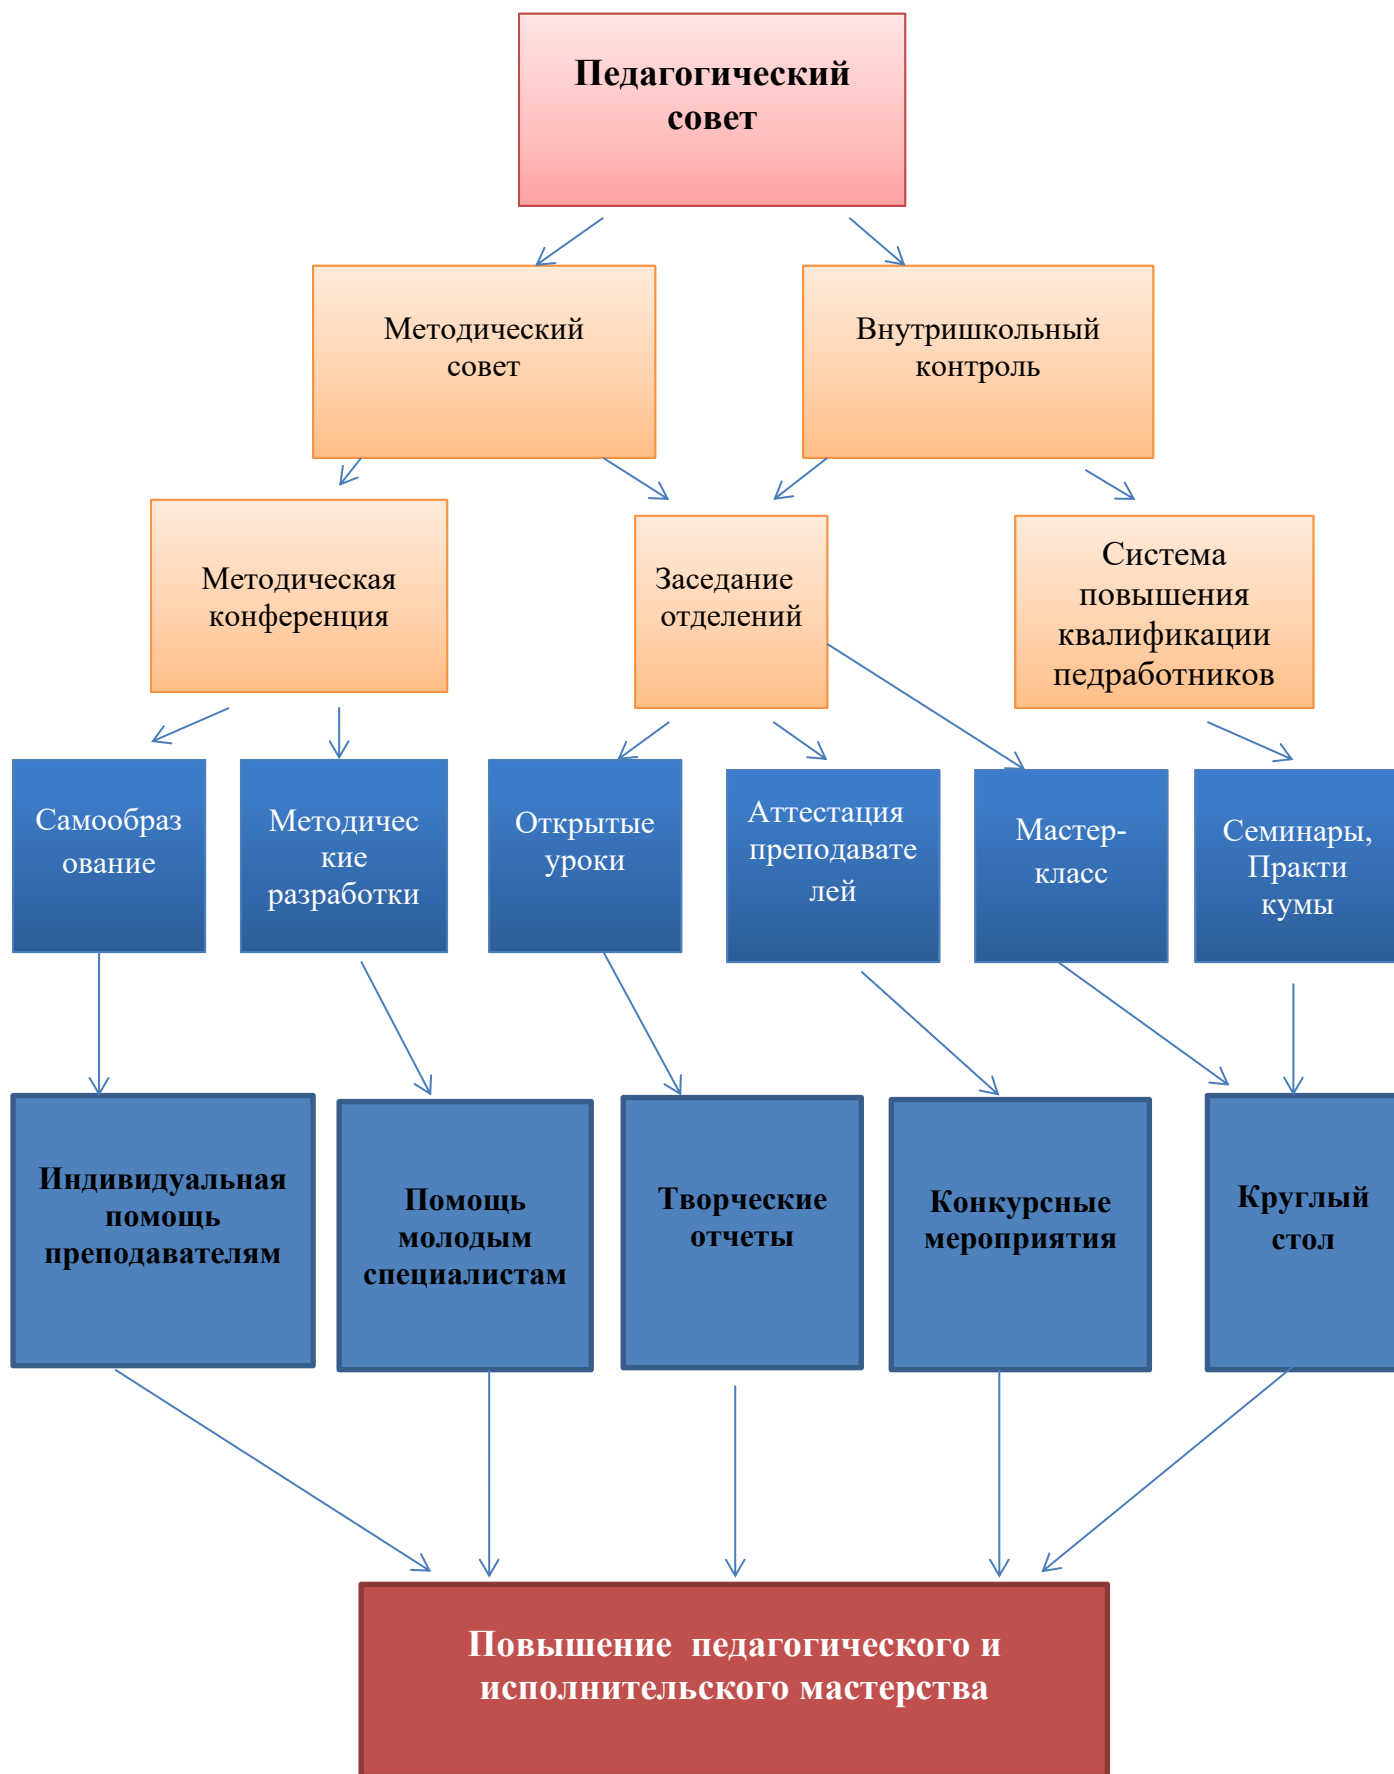 Педагогический
совет
Методический
совет
Внутришкольный
контроль
Методическая
конференция
Заседание
отделений
Система
повышения
квалификации
педработников
Самообраз
ование
Методичес
кие
разработки
Открытые
уроки
Аттестация
преподавате
лей
Мастер-
класс
Семинары,
Практи
кумы
Индивидуальная
помощь
преподавателям
Помощь
молодым
специалистам
Творческие
отчеты
Конкурсные
мероприятия
Круглый
стол
Повышение педагогического и
исполнительского мастерства